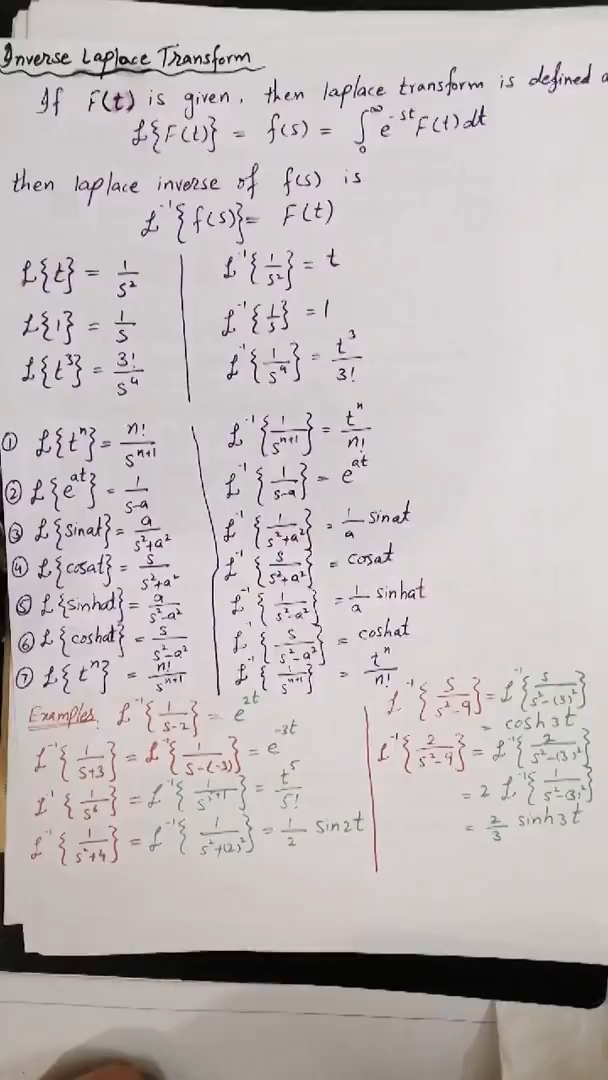 Inverse Laplace Transform
If F(t) is given, then laplace transform is defined a
ℒ{F(t)} = f(s) = ∫₀^∞ e^-st F(t)dt
then laplace inverse of f(s) is
ℒ⁻¹{f(s)} = F(t)
ℒ{t} = 1/s² | ℒ⁻¹{1/s²} = t
ℒ{1} = 1/s | ℒ⁻¹{1/s} = 1
ℒ{t³} = 3!/s⁴ | ℒ⁻¹{1/s⁴} = t³/3!
① ℒ{tⁿ} = n!/sⁿ⁺¹ | ℒ⁻¹{1/sⁿ⁺¹} = tⁿ/n!
② ℒ{e^at} = 1/s-a | ℒ⁻¹{1/s-a} = e^at
③ ℒ{sinat} = a/s²+a² | ℒ⁻¹{1/s²+a²} = 1/a sinat
④ ℒ{cosat} = s/s²+a² | ℒ⁻¹{s/s²+a²} = cosat
⑤ ℒ{sinhat} = a/s²-a² | ℒ⁻¹{1/s²-a²} = 1/a sinhat
⑥ ℒ{coshat} = s/s²-a² | ℒ⁻¹{s/s²-a²} = coshat
⑦ ℒ{tⁿ} = n!/sⁿ⁺¹ | ℒ⁻¹{1/sⁿ⁺¹} = tⁿ/n!
Examples. ℒ⁻¹{1/s-2} = e^2t
ℒ⁻¹{1/s+3} = ℒ⁻¹{1/s-(-3)} = e^-3t
ℒ⁻¹{1/s⁶} = ℒ⁻¹{1/s⁵⁺¹} = t⁵/5!
ℒ⁻¹{1/s²+4} = ℒ⁻¹{1/s²+(2)²} = 1/2 sin2t
ℒ⁻¹{s/s²-9} = ℒ⁻¹{s/s²-(3)²}
= cosh3t
ℒ⁻¹{2/s²-9} = ℒ⁻¹{2/s²-(3)²}
= 2 ℒ⁻¹{1/s²-(3)²}
= 2/3 sinh3t